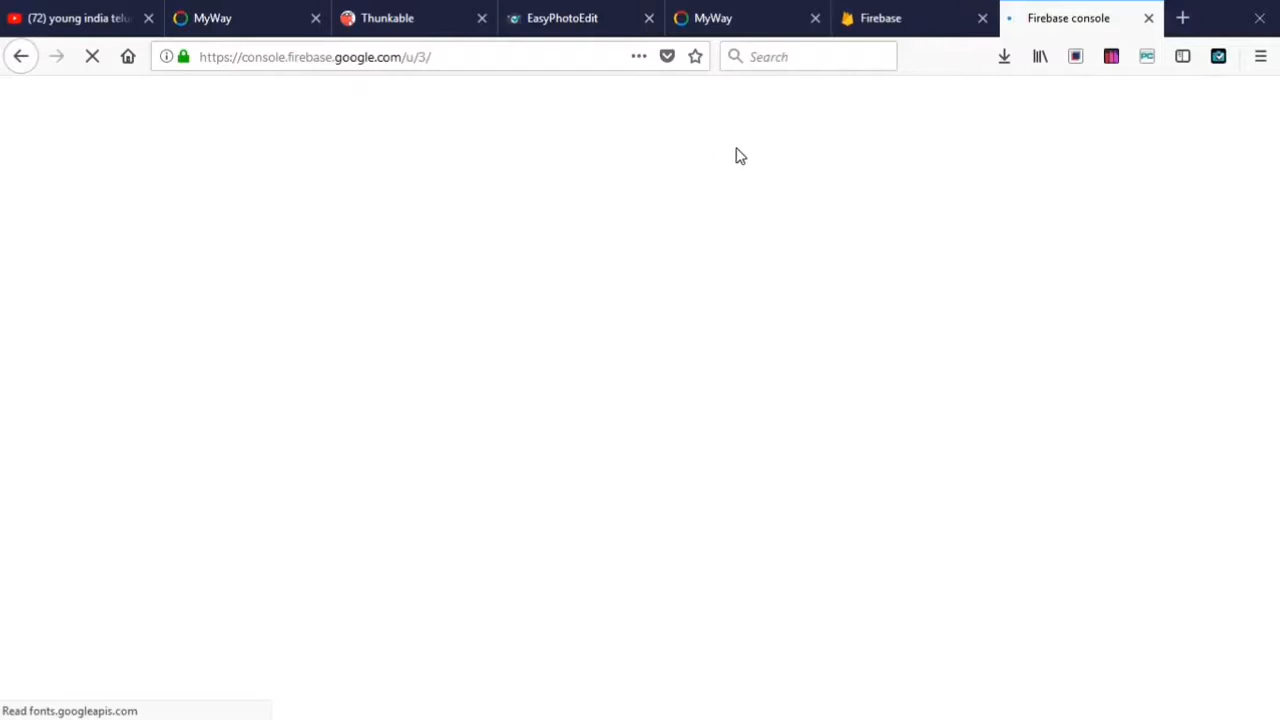 (72) young india telu
MyWay
Thunkable
EasyPhotoEdit
MyWay
Firebase
Firebase console
https://console.firebase.google.com/u/3/
Search
PC
Read fonts.googleapis.com